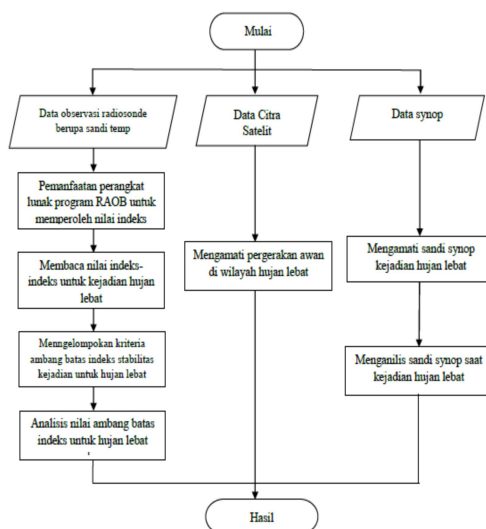 Mulai
Data observasi radiosonde
berupa sandi temp
Pemanfaatan perangkat
lunak program RAOB untuk
memperoleh nilai indeks
Membaca nilai indeks-
indeks untuk kejadian hujan
lebat
Menngelompokan kriteria
ambang batas indeks stabilitas
kejadian untuk hujan lebat
Analisis nilai ambang batas
indeks untuk hujan lebat
Data Citra
Satelit
Mengamati pergerakan awan
di wilayah hujan lebat
Data synop
Mengamati sandi synop
kejadian hujan lebat
Menganilis sandi synop saat
kejadian hujan lebat
Hasil